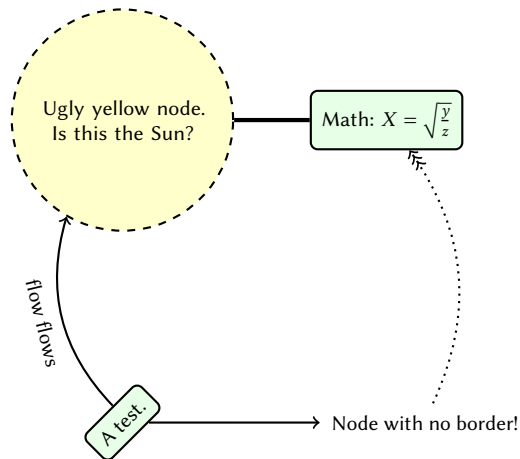 Ugly yellow node.
Is this the Sun?
Math: X = √(y/z)
flow flows
A test.
Node with no border!